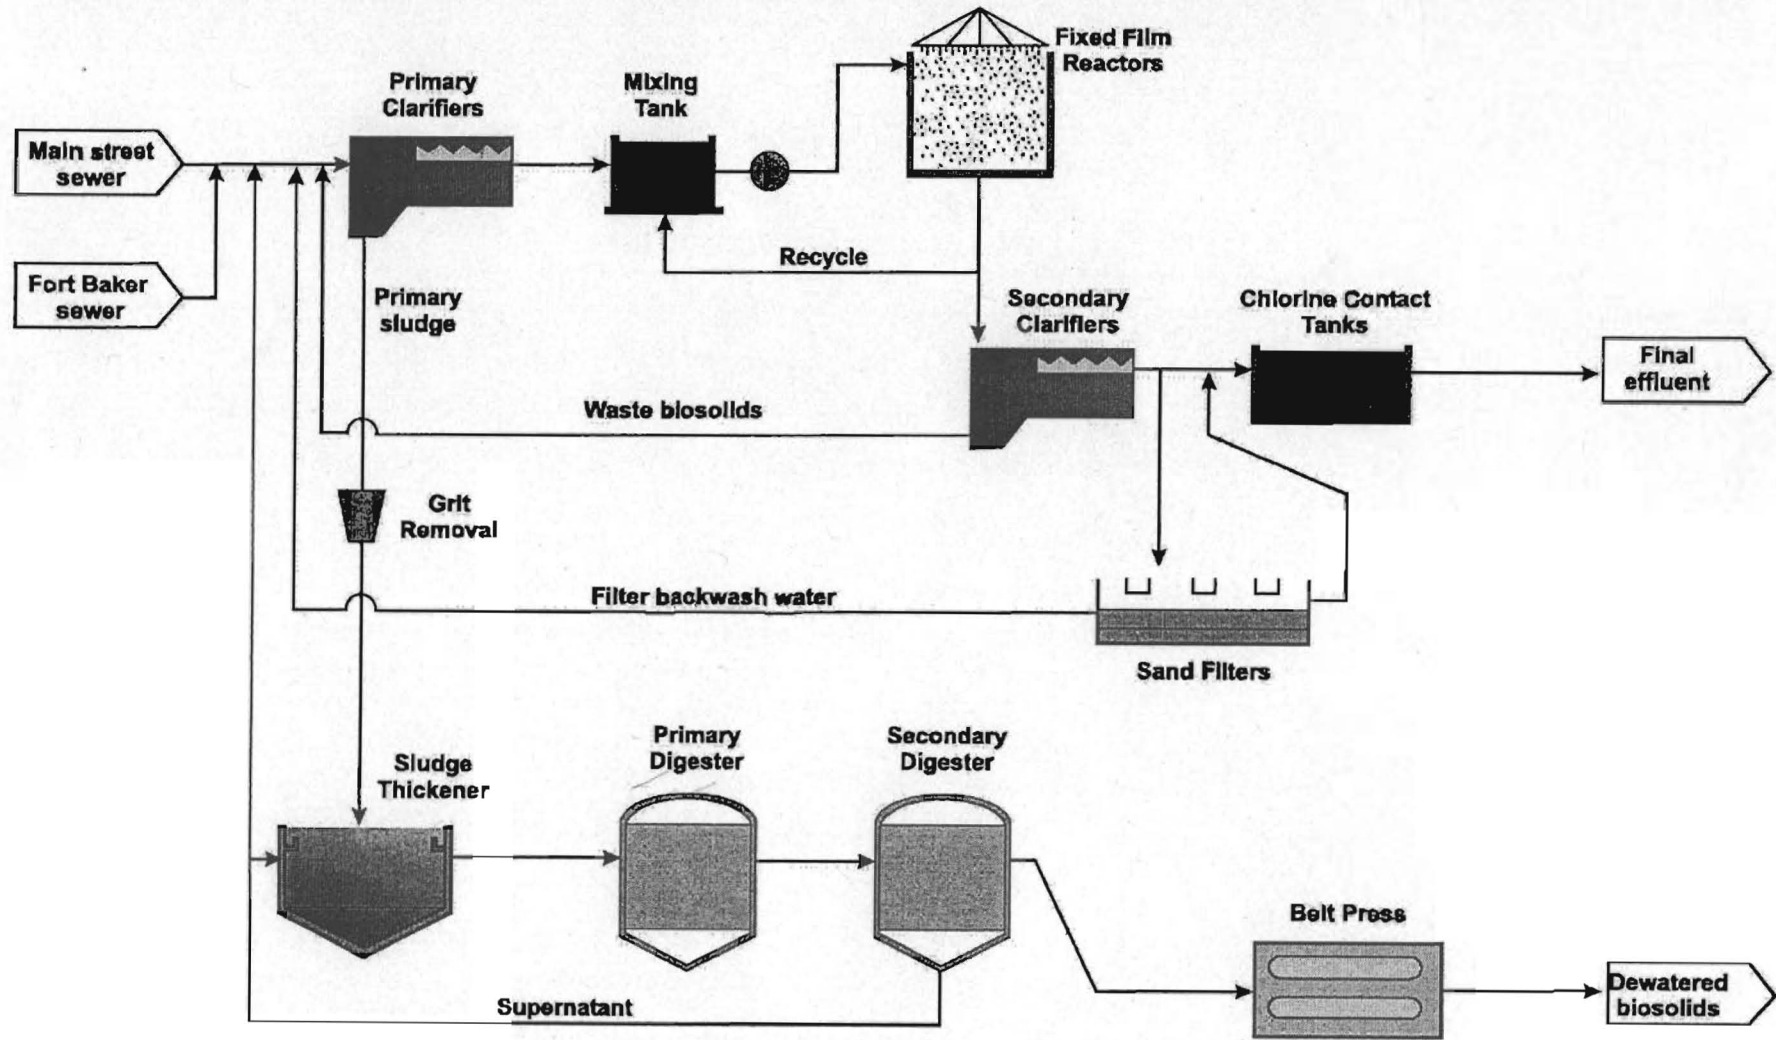 Fixed Film
Reactors
Primary
Clarifiers
Mixing
Tank
Main street
sewer
Recycle
Fort Baker
sewer
Primary
sludge
Secondary
Clarifiers
Chlorine Contact
Tanks
Final
effluent
Waste biosolids
Grit
Removal
Filter backwash water
Sand Filters
Sludge
Thickener
Primary
Digester
Secondary
Digester
Belt Press
Supernatant
Dewatered
biosolids